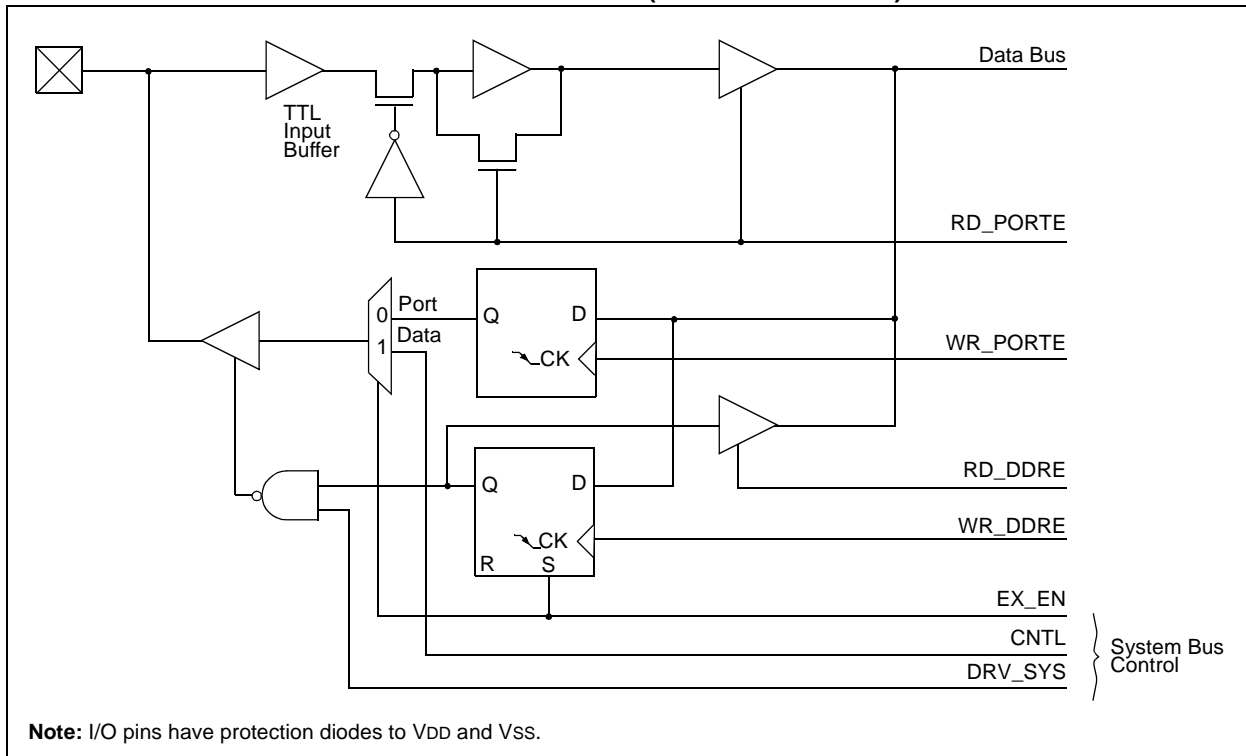 Data Bus
TTL
Input
Buffer
RD_PORTE
Port
0
Q
D
Data
1
CK
WR_PORTE
RD_DDRE
Q
D
WR_DDRE
CK
R
S
EX_EN
CNTL
System Bus
Control
DRV_SYS
Note: I/O pins have protection diodes to VDD and VSS.